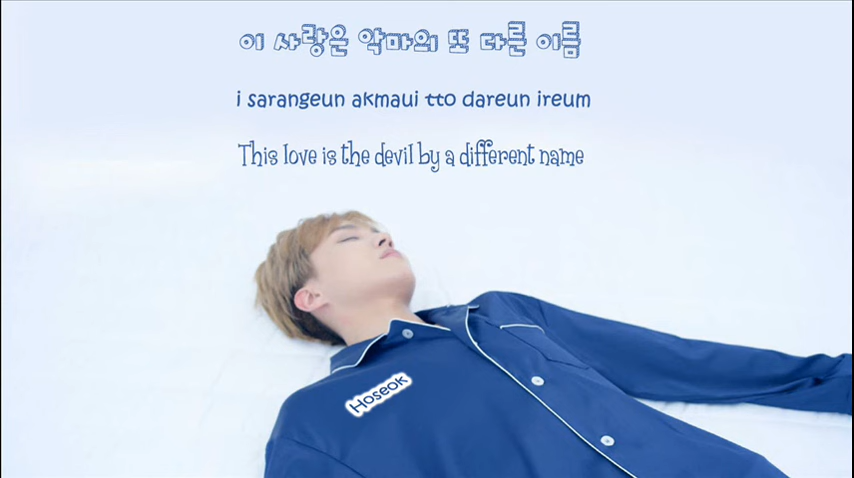 이 사랑은 악마의 또 다른 이름
i sarangeun akmaui tto dareun ireum
This love is the devil by a different name
Hoseok